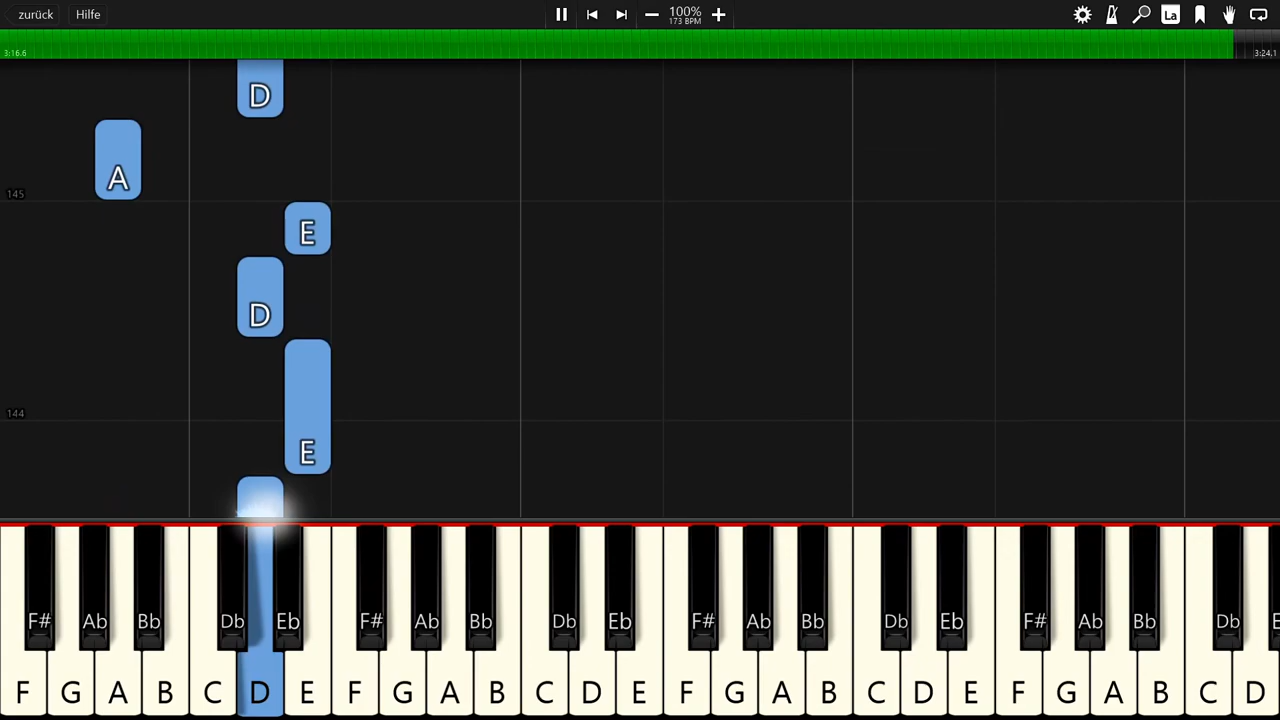 zurück Hilfe 100% La
173 BPM
3:16.6 3:24.1
D
A
145
E
D
144
E
F# Ab Bb Db Eb F# Ab Bb Db Eb F# Ab Bb Db Eb F# Ab Bb Db
F G A B C D E F G A B C D E F G A B C D E F G A B C D